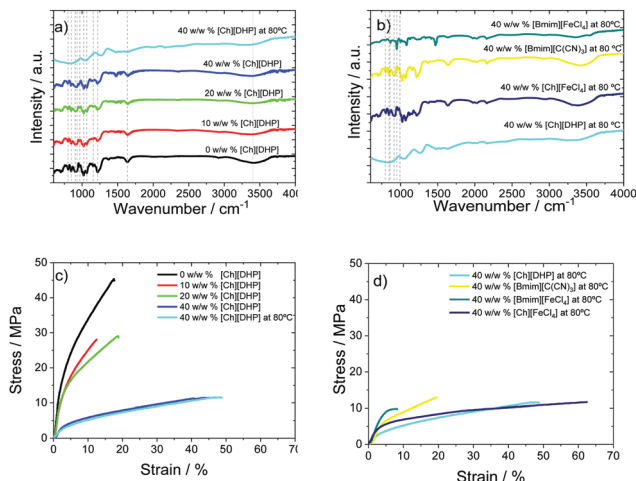 a)
40 w/w % [Ch][DHP] at 80ºC
40 w/w % [Ch][DHP]
20 w/w % [Ch][DHP]
10 w/w % [Ch][DHP]
0 w/w % [Ch][DHP]
Intensity / a.u.
1000 1500 2000 2500 3000 3500 40
Wavenumber / cm⁻¹
b)
40 w/w % [Bmim][FeCl₄] at 80ºC
40 w/w % [Bmim][C(CN)₃] at 80ºC
40 w/w % [Ch][FeCl₄] at 80 ºC
40 w/w % [Ch][DHP] at 80 ºC
Intensity / a.u.
1000 1500 2000 2500 3000 3500 4000
Wavenumber / cm⁻¹
c)
0 w/w % [Ch][DHP]
10 w/w % [Ch][DHP]
20 w/w % [Ch][DHP]
40 w/w % [Ch][DHP]
40 w/w % [Ch][DHP] at 80ºC
Stress / MPa
50
40
30
20
10
0
0 10 20 30 40 50 60 70
Strain / %
d)
40 w/w % [Ch][DHP] at 80ºC
40 w/w % [Bmim][C(CN)₃] at 80ºC
40 w/w % [Bmim][FeCl₄] at 80ºC
40 w/w % [Ch][FeCl₄] at 80ºC
Stress / MPa
50
40
30
20
10
0
0 10 20 30 40 50 60 70
Strain / %